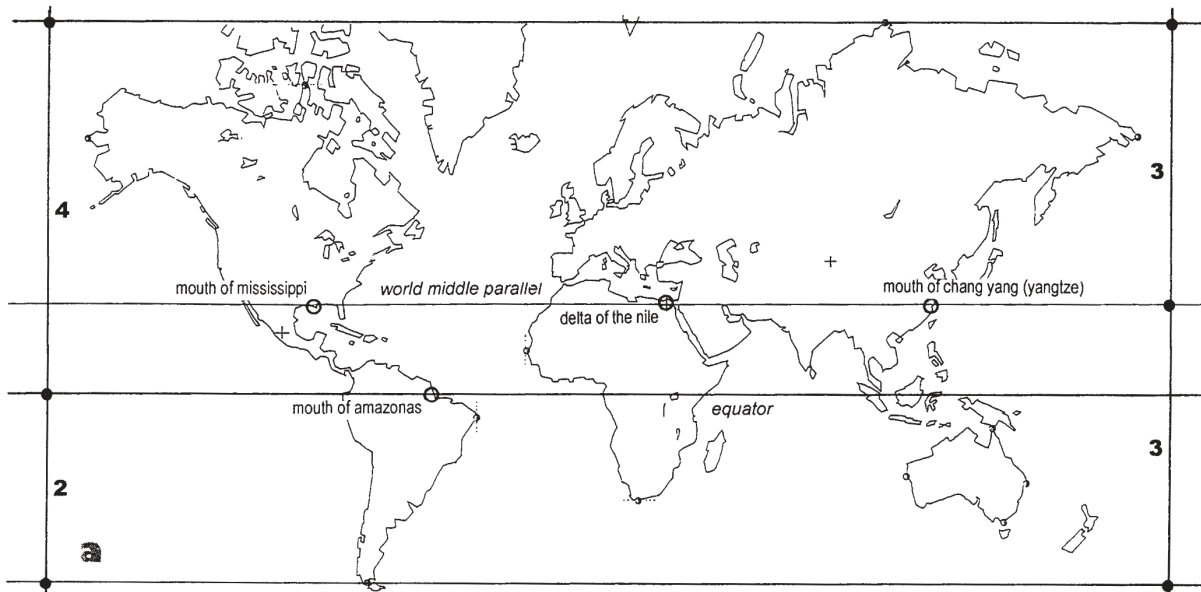 3
4
mouth of mississippi
world middle parallel
mouth of chang yang (yangtze)
delta of the nile
mouth of amazonas
equator
3
2
a